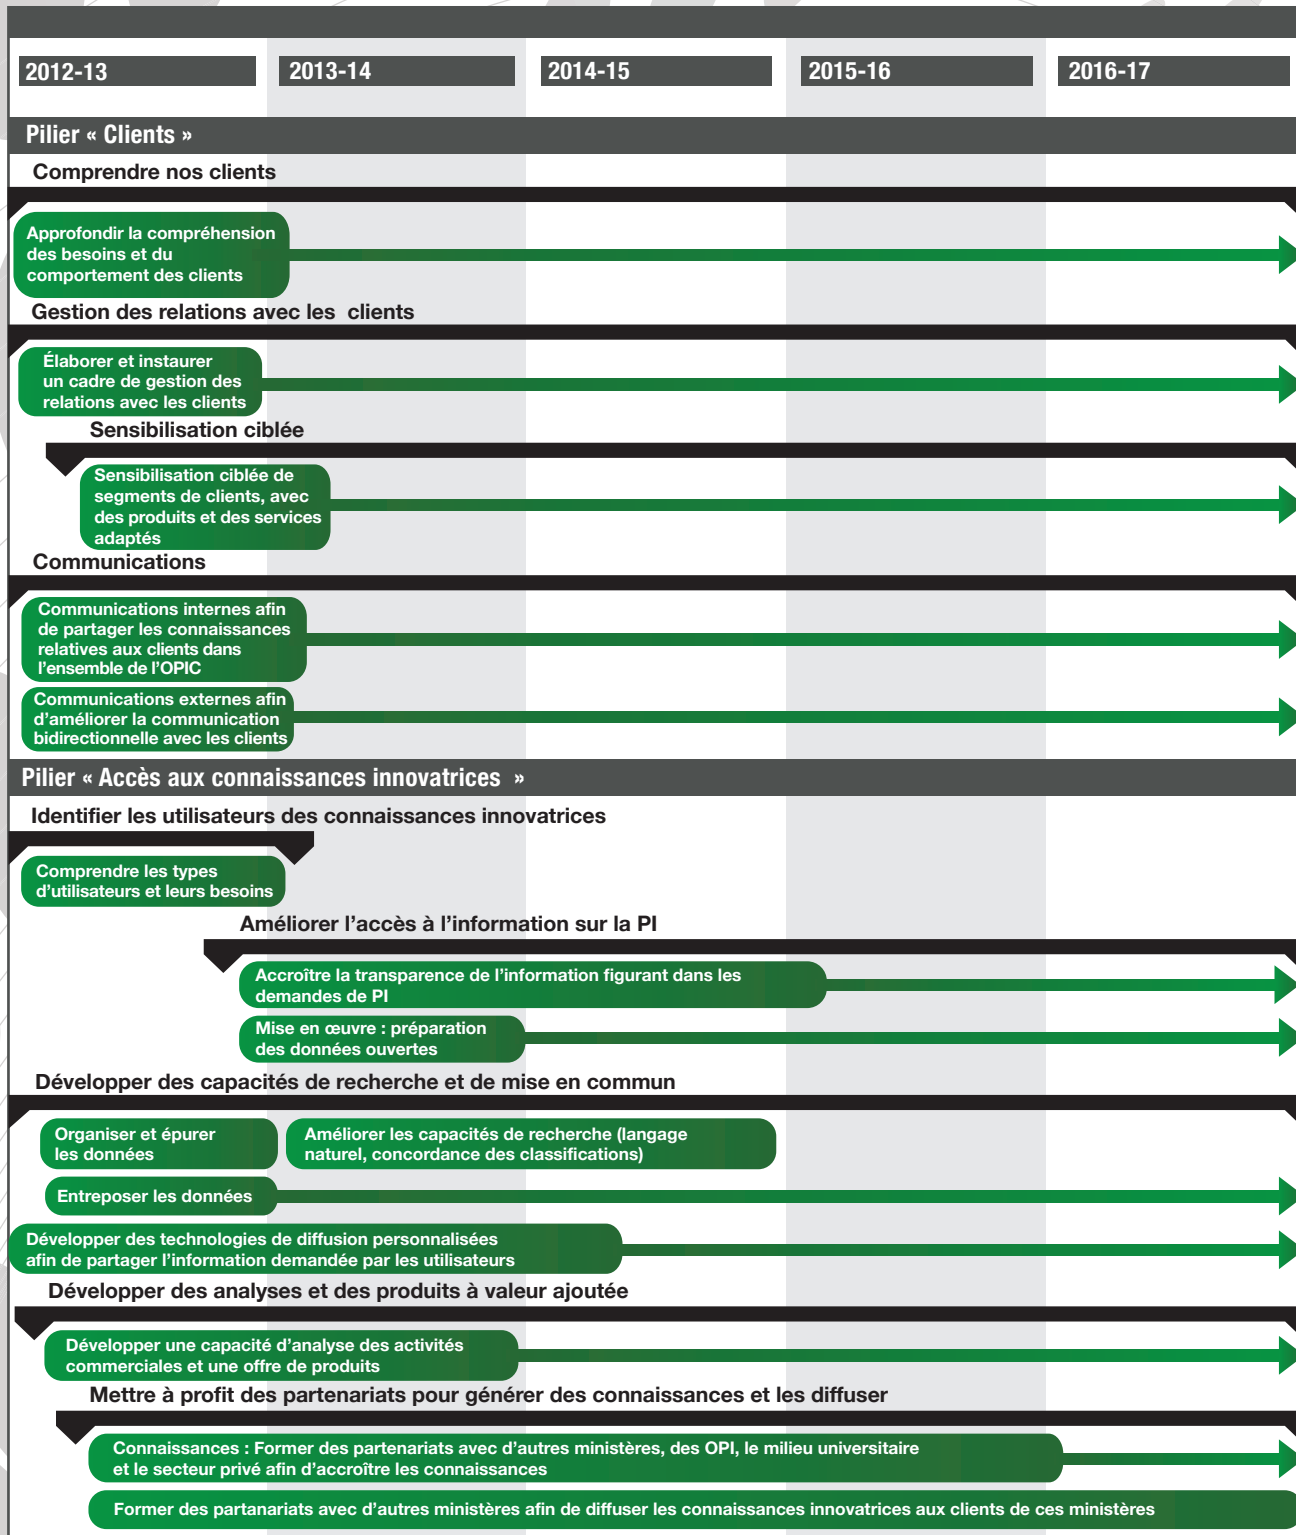 2012-13 2013-14 2014-15 2015-16 2016-17
Pilier « Clients »
Comprendre nos clients
Approfondir la compréhension
des besoins et du
comportement des clients
Gestion des relations avec les clients
Élaborer et instaurer
un cadre de gestion des
relations avec les clients
Sensibilisation ciblée
Sensibilisation ciblée de
segments de clients, avec
des produits et des services
adaptés
Communications
Communications internes afin
de partager les connaissances
relatives aux clients dans
l'ensemble de l'OPIC
Communications externes afin
d'améliorer la communication
bidirectionnelle avec les clients
Pilier « Accès aux connaissances innovatrices »
Identifier les utilisateurs des connaissances innovatrices
Comprendre les types
d'utilisateurs et leurs besoins
Améliorer l'accès à l'information sur la PI
Accroître la transparence de l'information figurant dans les
demandes de PI
Mise en œuvre : préparation
des données ouvertes
Développer des capacités de recherche et de mise en commun
Organiser et épurer
les données
Améliorer les capacités de recherche (langage
naturel, concordance des classifications)
Entreposer les données
Développer des technologies de diffusion personnalisées
afin de partager l'information demandée par les utilisateurs
Développer des analyses et des produits à valeur ajoutée
Développer une capacité d'analyse des activités
commerciales et une offre de produits
Mettre à profit des partenariats pour générer des connaissances et les diffuser
Connaissances : Former des partenariats avec d'autres ministères, des OPI, le milieu universitaire
et le secteur privé afin d'accroître les connaissances
Former des partanariats avec d'autres ministères afin de diffuser les connaissances innovatrices aux clients de ces ministères